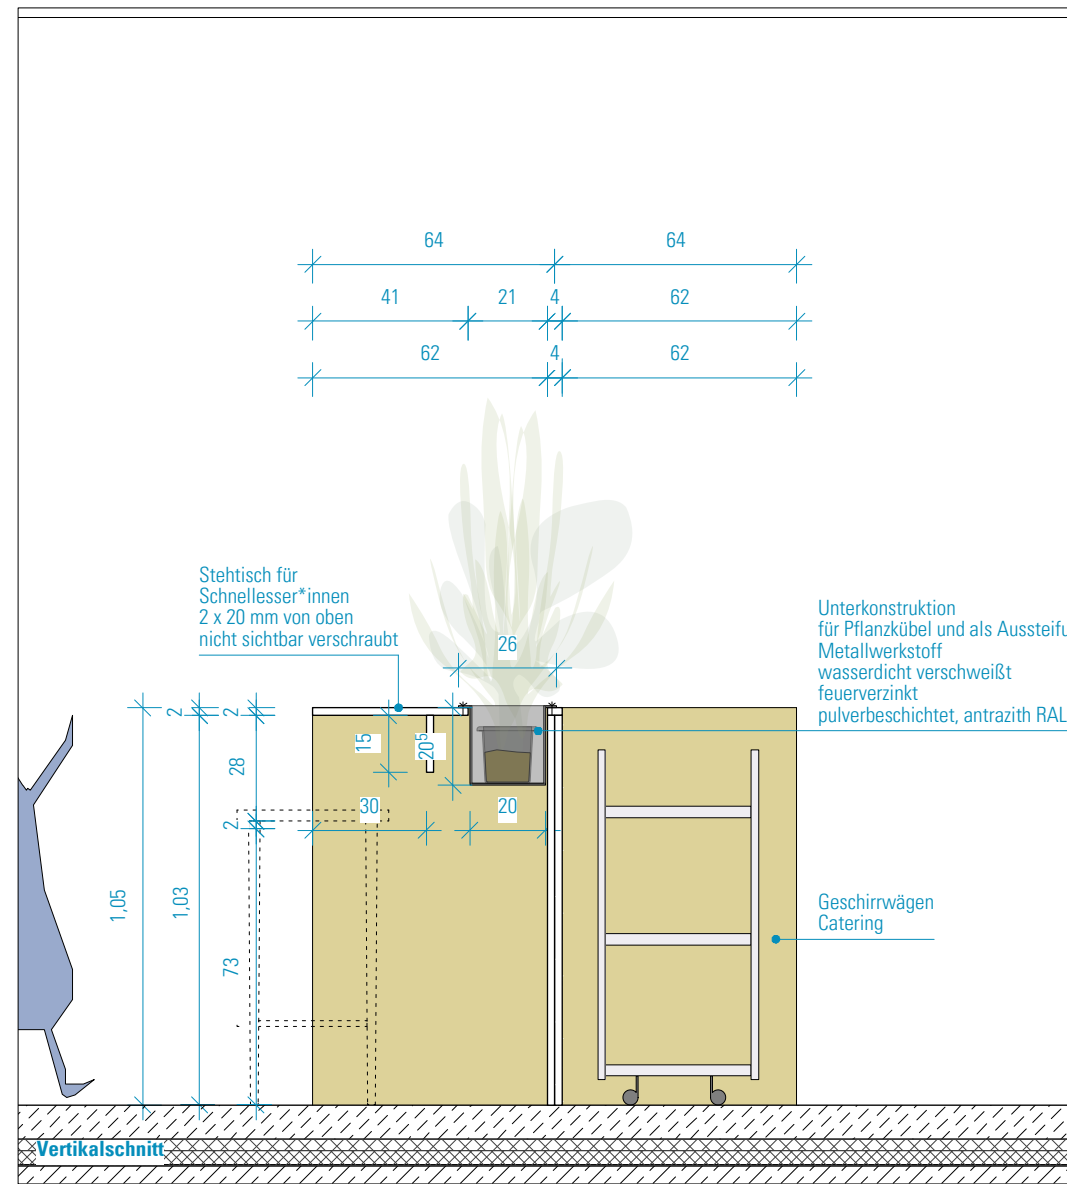 64 64
41 21 4 62
62 4 62
Stehtisch für
Schnellesser*innen
2 x 20 mm von oben
nicht sichtbar verschraubt
26
Unterkonstruktion
für Pflanzkübel und als Aussteifu
Metallwerkstoff
wasserdicht verschweißt
feuerverzinkt
pulverbeschichtet, antrazith RAL
2 2
15 20⁵
28
30 20
2
1,05 1,03
73
Geschirrwägen
Catering
Vertikalschnitt